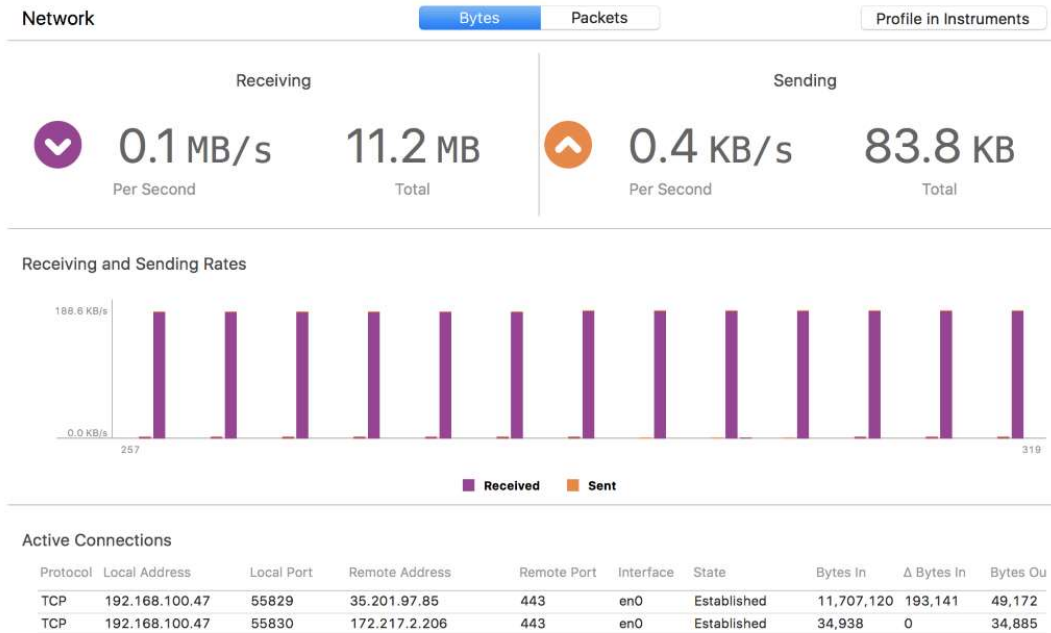 Network Bytes Packets Profile in Instruments
Receiving Sending
0.1 MB/s 11.2 MB 0.4 KB/s 83.8 KB
Per Second Total Per Second Total
Receiving and Sending Rates
188.6 KB/s
0.0 KB/s
257 319
Received Sent
Active Connections
Protocol Local Address Local Port Remote Address Remote Port Interface State Bytes In Δ Bytes In Bytes Ou
TCP 192.168.100.47 55829 35.201.97.85 443 en0 Established 11,707,120 193,141 49,172
TCP 192.168.100.47 55830 172.217.2.206 443 en0 Established 34,938 0 34,885